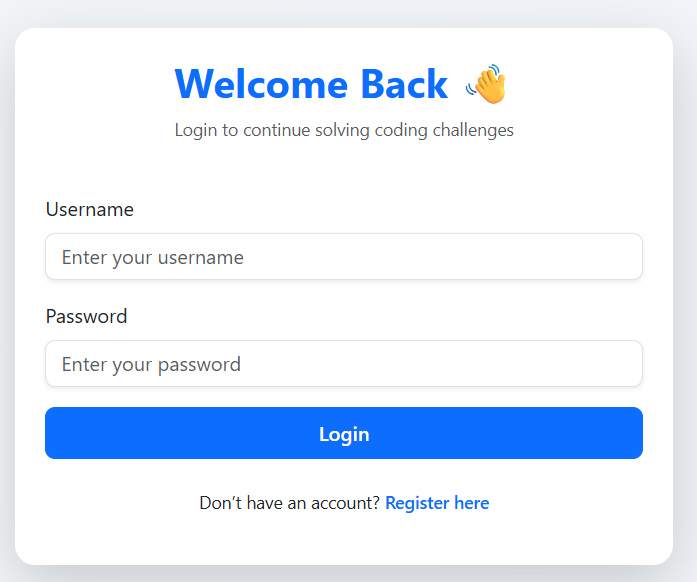 Welcome Back 👋
Login to continue solving coding challenges
Username
Enter your username
Password
Enter your password
Login
Don’t have an account? Register here